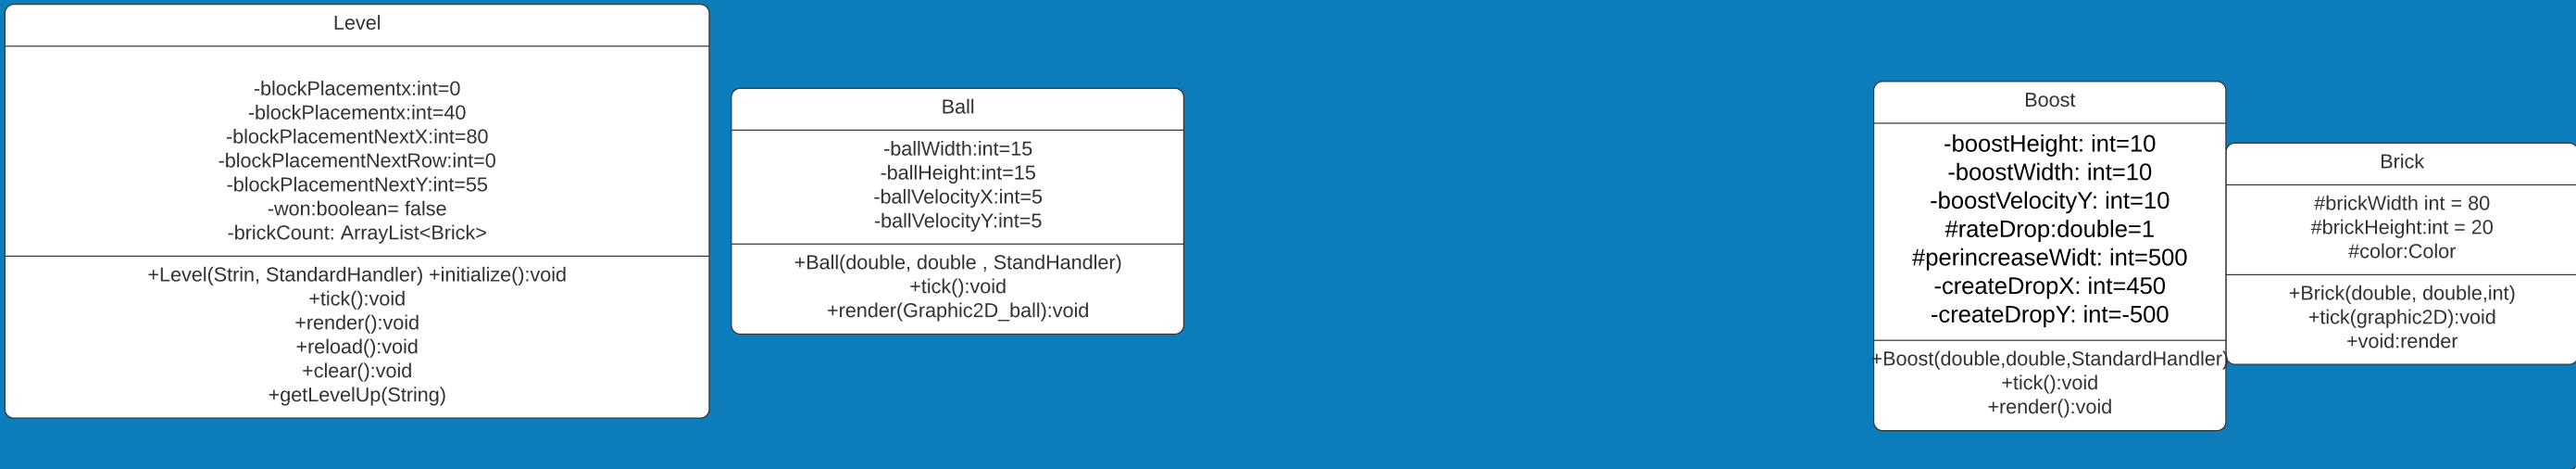 Level
-blockPlacementx:int=0
-blockPlacementx:int=40
-blockPlacementNextX:int=80
-blockPlacementNextRow:int=0
-blockPlacementNextY:int=55
-won:boolean= false
-brickCount: ArrayList<Brick>
+Level(Strin, StandardHandler) +initialize():void
+tick():void
+render():void
+reload():void
+clear():void
+getLevelUp(String)
Ball
-ballWidth:int=15
-ballHeight:int=15
-ballVelocityX:int=5
-ballVelocityY:int=5
+Ball(double, double , StandHandler)
+tick():void
+render(Graphic2D_ball):void
Boost
-boostHeight: int=10
-boostWidth: int=10
-boostVelocityY: int=10
#rateDrop:double=1
#perincreaseWidt: int=500
-createDropX: int=450
-createDropY: int=-500
+Boost(double,double,StandardHandler)
+tick():void
+render():void
Brick
#brickWidth int = 80
#brickHeight:int = 20
#color:Color
+Brick(double, double,int)
+tick(graphic2D):void
+void:render